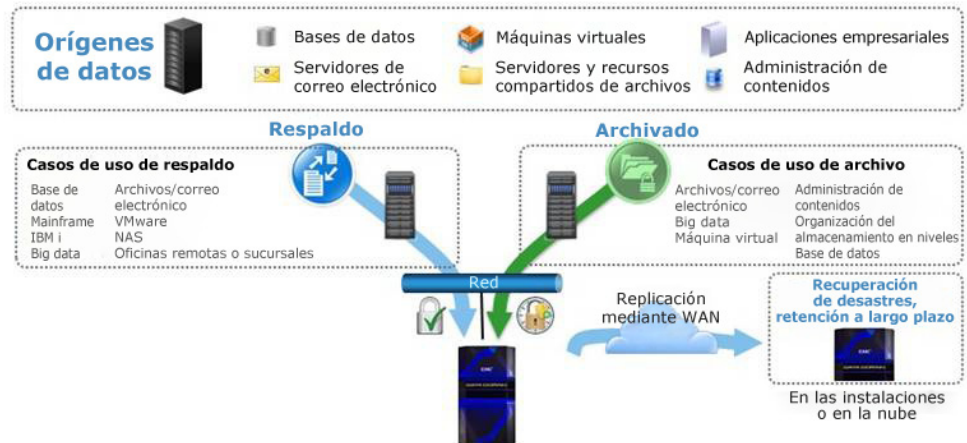 Orígenes
de datos
Bases de datos
Máquinas virtuales
Aplicaciones empresariales
Servidores de
correo electrónico
Servidores y recursos
compartidos de archivos
Administración de
contenidos
Respaldo
Archivado
Casos de uso de respaldo
Base de
datos
Mainframe
IBM i
Big data
Archivos/correo
electrónico
VMware
NAS
Oficinas remotas o sucursales
Casos de uso de archivo
Archivos/correo
electrónico
Big data
Máquina virtual
Administración de
contenidos
Organización del
almacenamiento en niveles
Base de datos
Red
Replicación
mediante WAN
Recuperación
de desastres,
retención a largo plazo
EMC
EMC
En las instalaciones
o en la nube